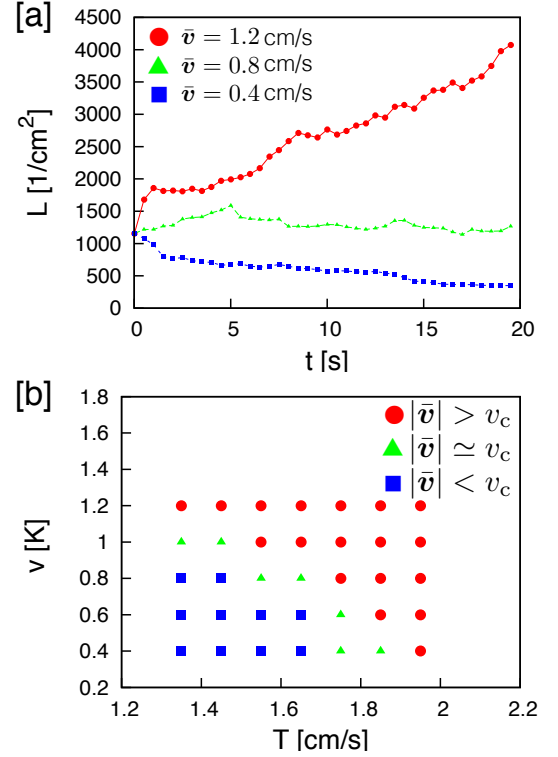 [a]
4500
4000
3500
3000
2500
2000
1500
1000
500
0
L [1/cm²]
v̄ = 1.2 cm/s
v̄ = 0.8 cm/s
v̄ = 0.4 cm/s
0 5 10 15 20
t [s]
[b]
1.8
1.6
1.4
1.2
1
0.8
0.6
0.4
0.2
v [K]
|v̄| > v_c
|v̄| ≃ v_c
|v̄| < v_c
1.2 1.4 1.6 1.8 2 2.2
T [cm/s]